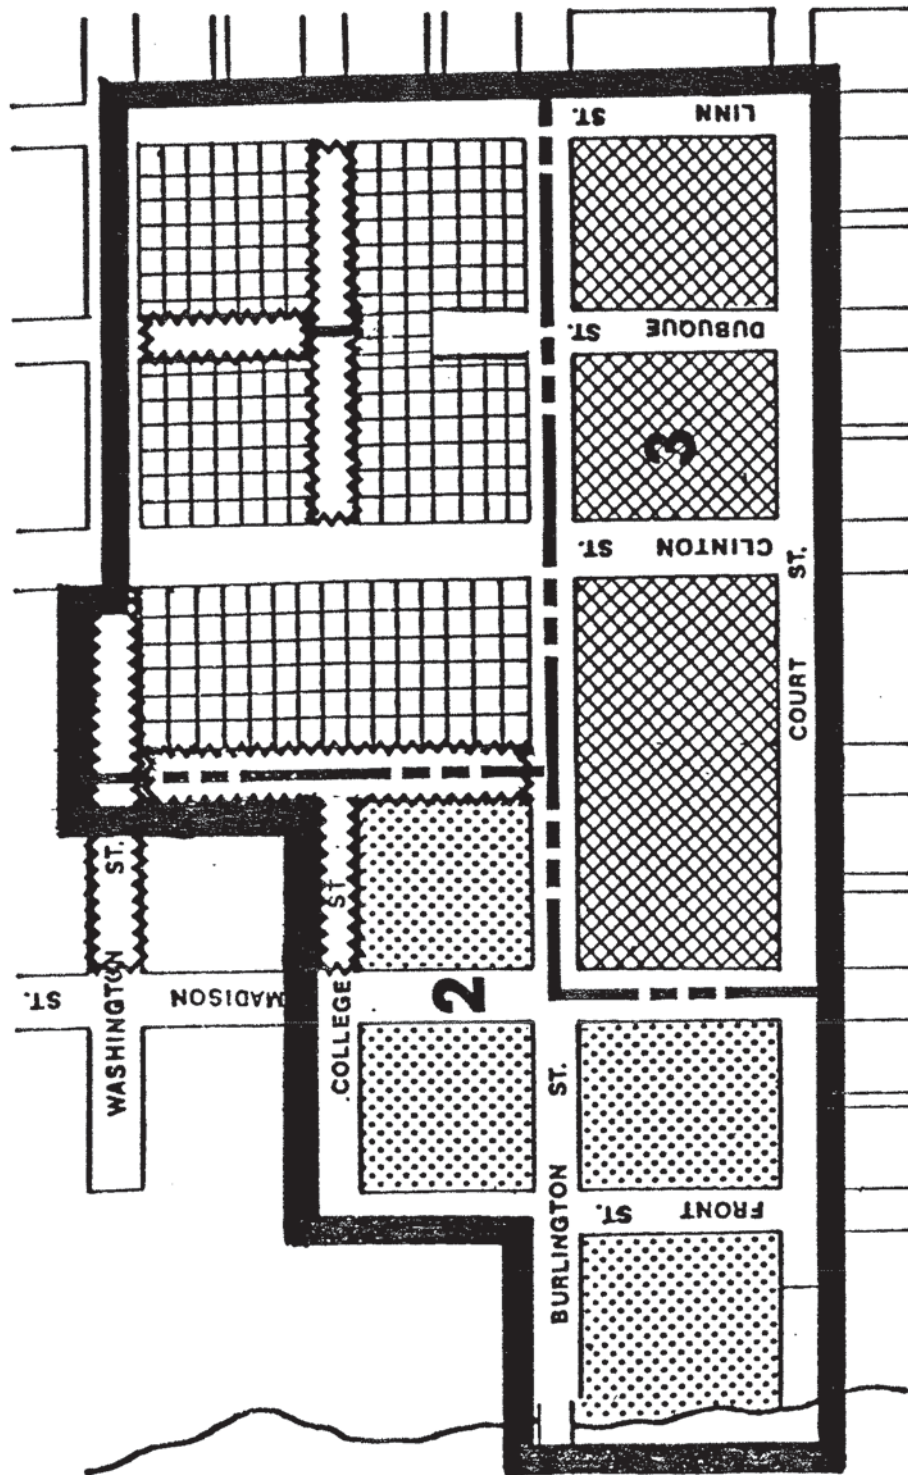 LINN ST.
DUBUQUE ST.
3
CLINTON ST.
COURT ST.
WASHINGTON ST.
MADISON ST.
COLLEGE ST
2
BURLINGTON ST.
FRONT ST.